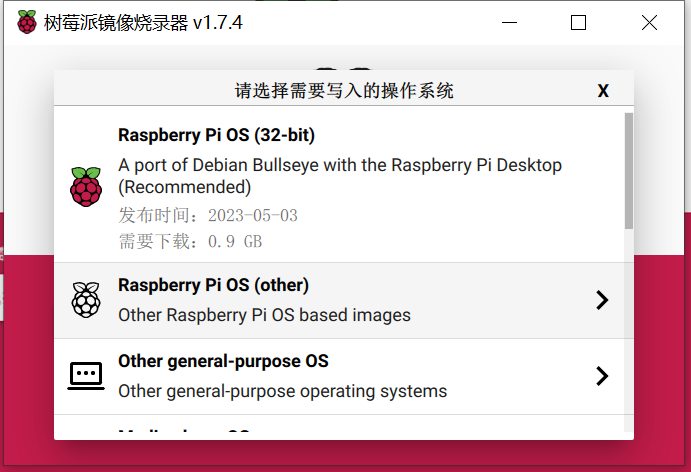 树莓派镜像烧录器 v1.7.4
请选择需要写入的操作系统
X
Raspberry Pi OS (32-bit)
A port of Debian Bullseye with the Raspberry Pi Desktop
(Recommended)
发布时间：2023-05-03
需要下载：0.9 GB
Raspberry Pi OS (other)
Other Raspberry Pi OS based images
Other general-purpose OS
Other general-purpose operating systems